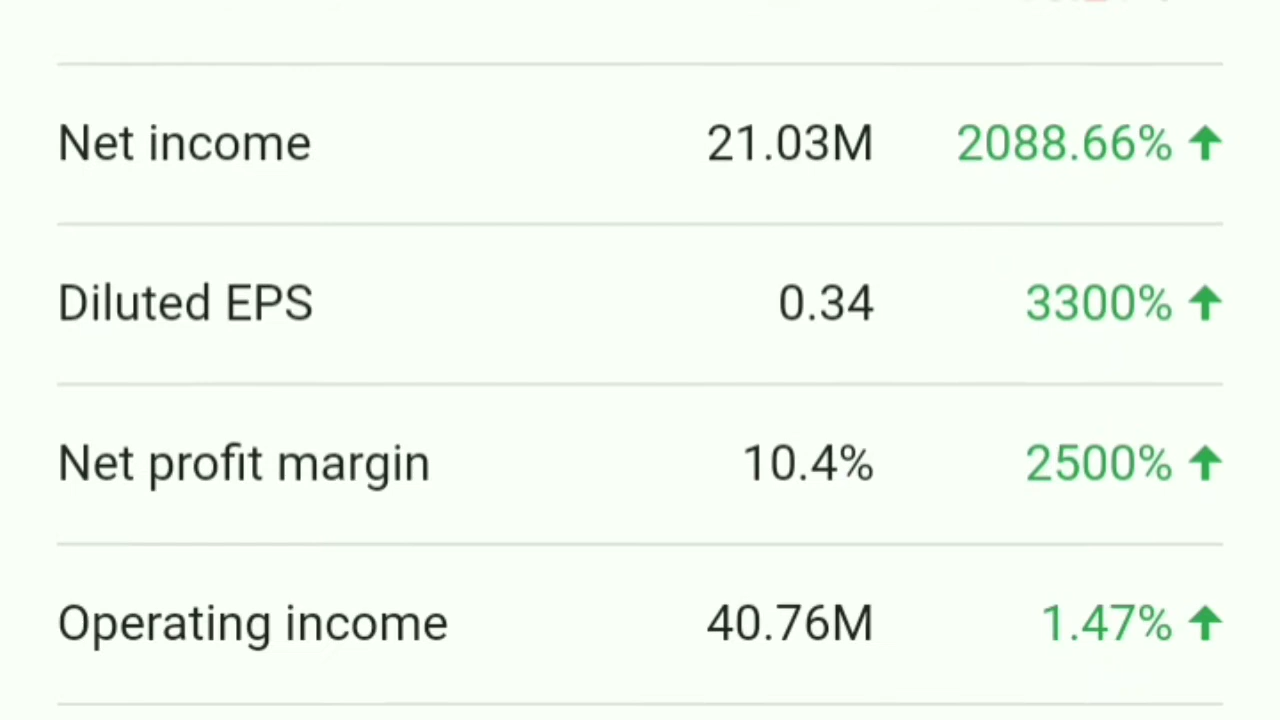 Net income 21.03M 2088.66% ↑
Diluted EPS 0.34 3300% ↑
Net profit margin 10.4% 2500% ↑
Operating income 40.76M 1.47% ↑